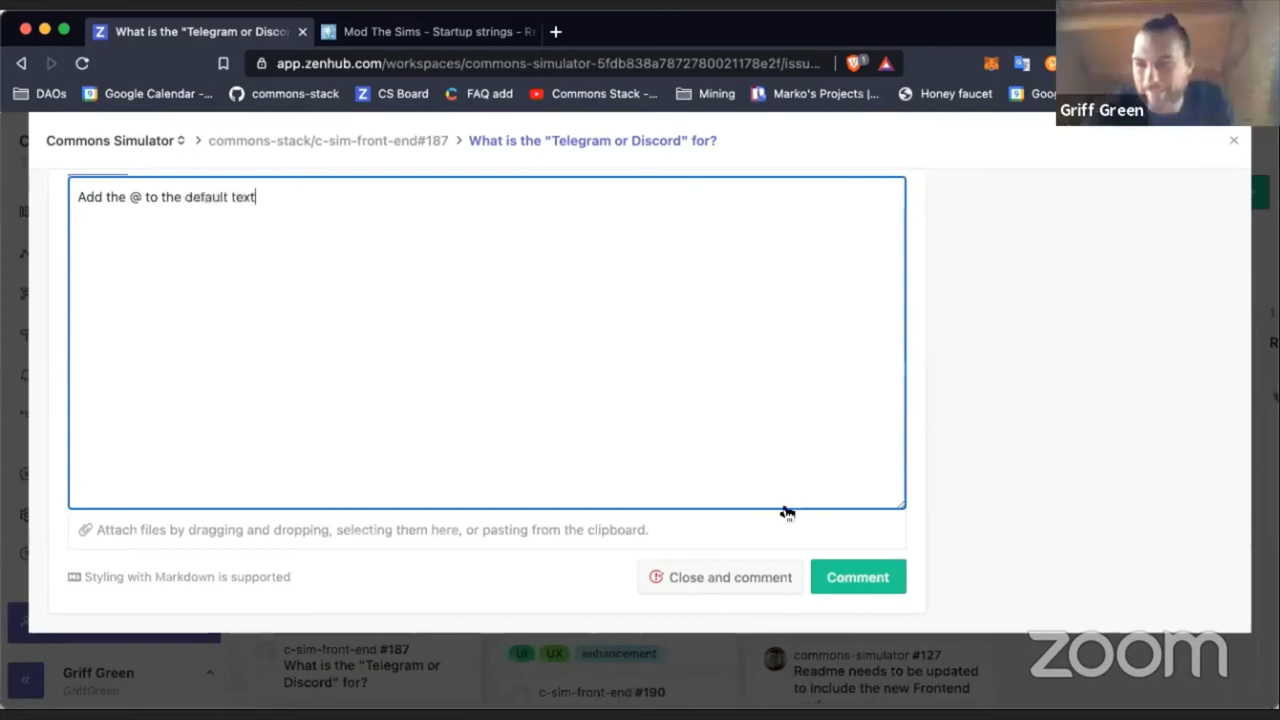 What is the "Telegram or Disco
Mod The Sims - Startup strings - Re
app.zenhub.com/workspaces/commons-simulator-5fdb838a7872780021178e2f/issu...
DAOs
Google Calendar -...
commons-stack
CS Board
FAQ add
Commons Stack -...
Mining
Marko's Projects |...
Honey faucet
Goo
Griff Green
Commons Simulator > commons-stack/c-sim-front-end#187 > What is the "Telegram or Discord" for?
Add the @ to the default text
Attach files by dragging and dropping, selecting them here, or pasting from the clipboard.
Styling with Markdown is supported
Close and comment
Comment
Griff Green
GriffGreen
c-sim-front-end #187
What is the "Telegram or
Discord" for?
UI UX enhancement
c-sim-front-end #190
commons-simulator #127
Readme needs to be updated
to include the new Frontend
zoom